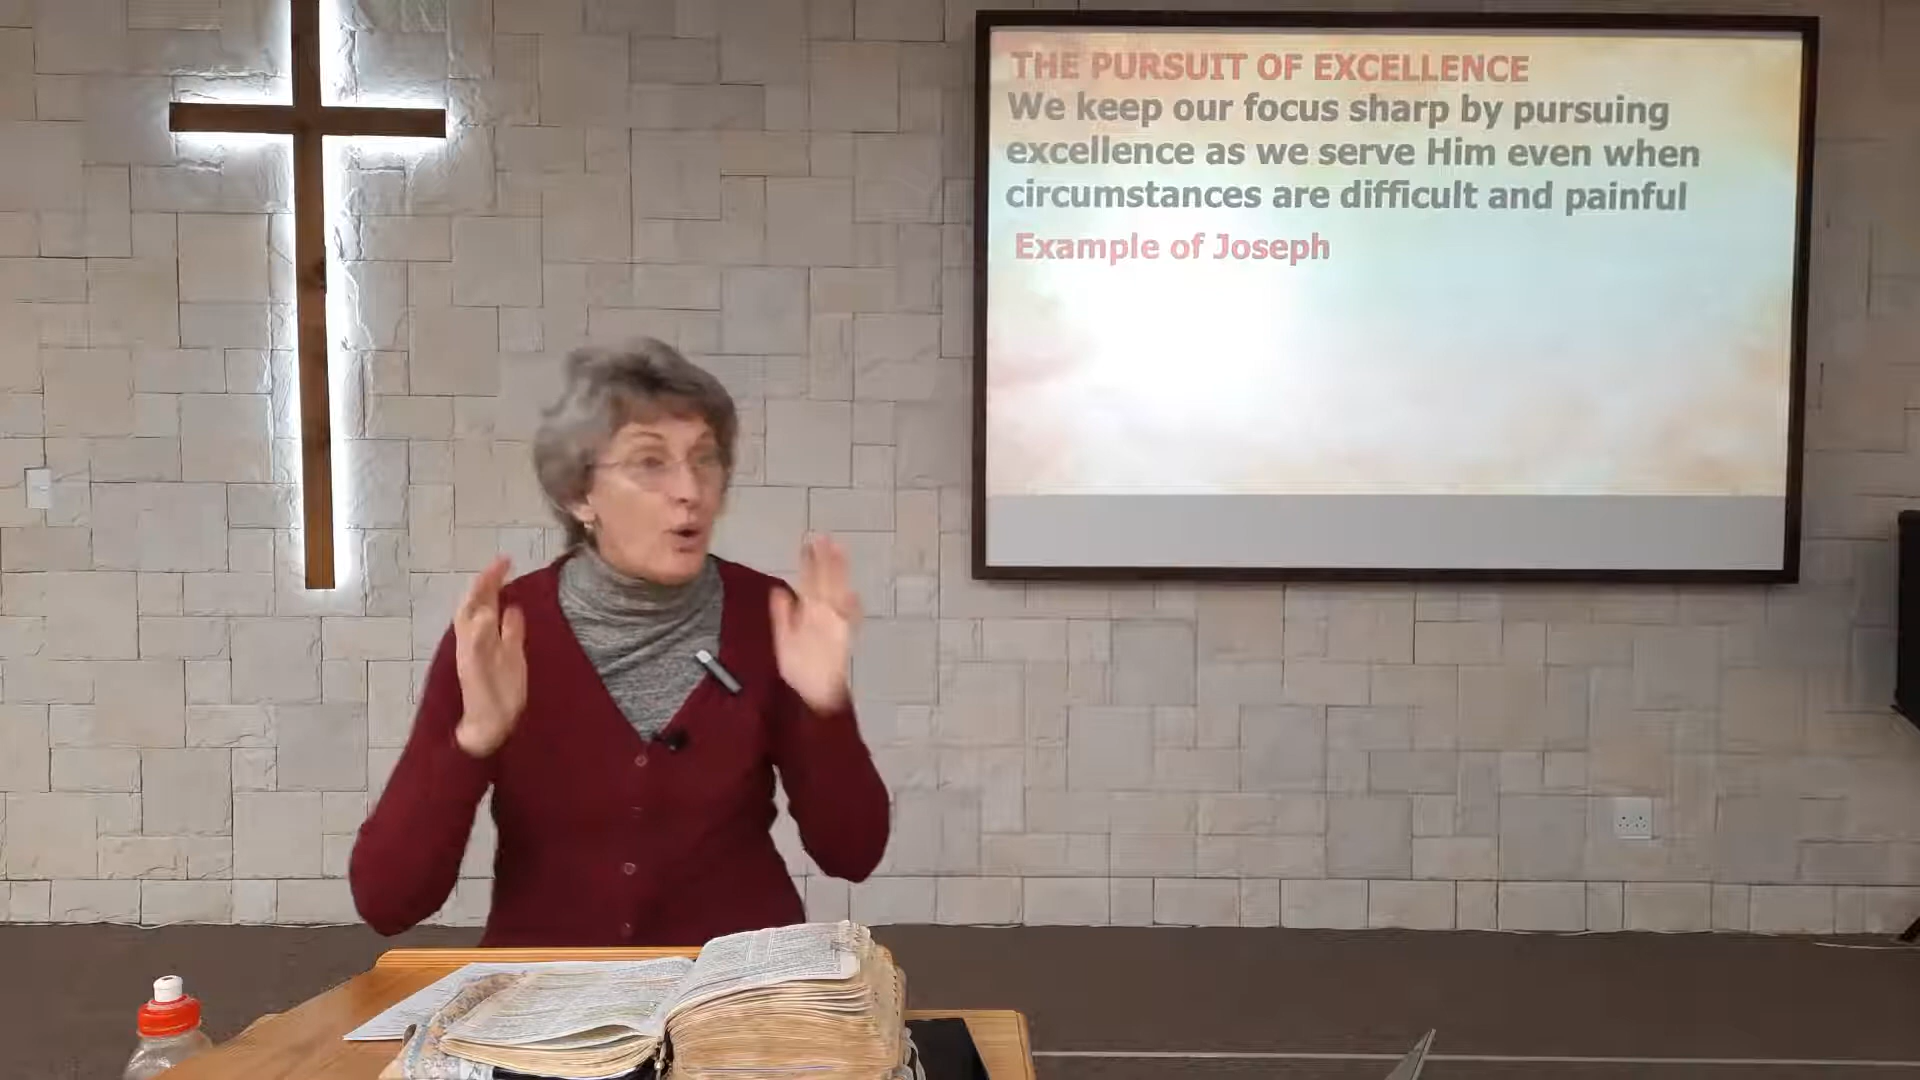 THE PURSUIT OF EXCELLENCE
We keep our focus sharp by pursuing
excellence as we serve Him even when
circumstances are difficult and painful
Example of Joseph